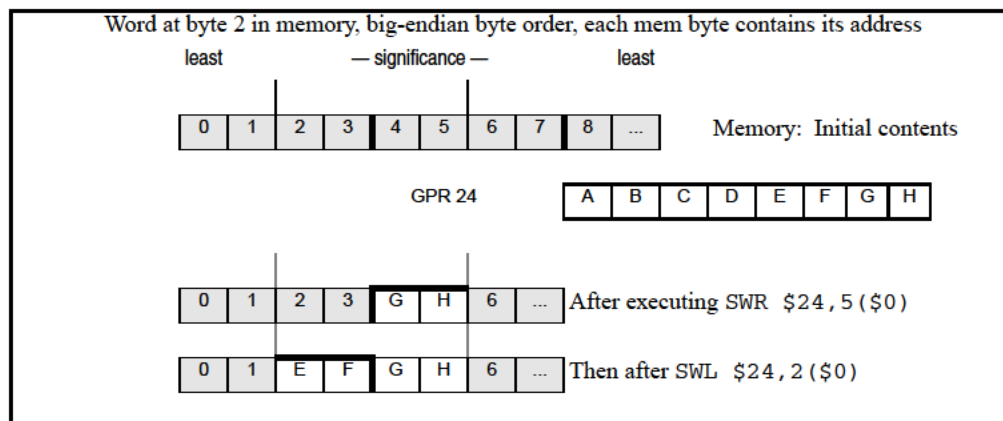 Word at byte 2 in memory, big-endian byte order, each mem byte contains its address
least — significance — least
0 1 2 3 4 5 6 7 8 ... Memory: Initial contents
GPR 24 A B C D E F G H
0 1 2 3 G H 6 ... After executing SWR $24,5($0)
0 1 E F G H 6 ... Then after SWL $24,2($0)